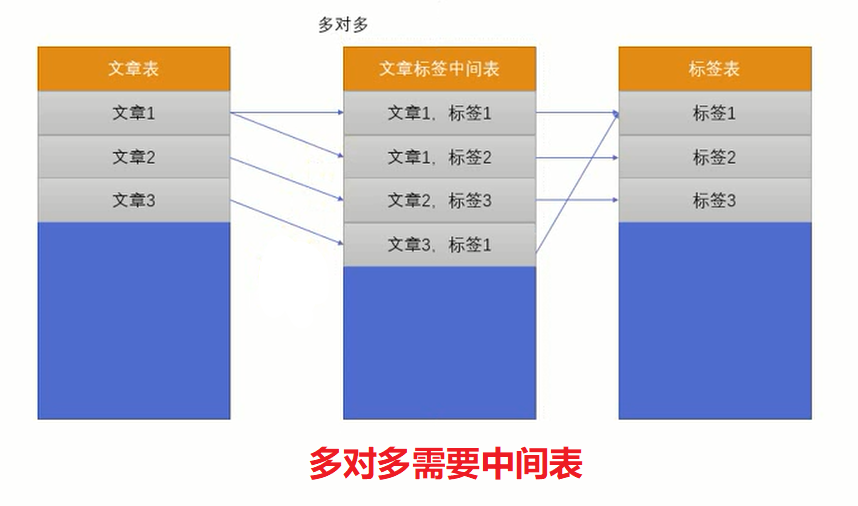 多对多
文章表
文章标签中间表
标签表
文章1
文章1，标签1
标签1
文章2
文章1，标签2
标签2
文章3
文章2，标签3
标签3
文章3，标签1
多对多需要中间表